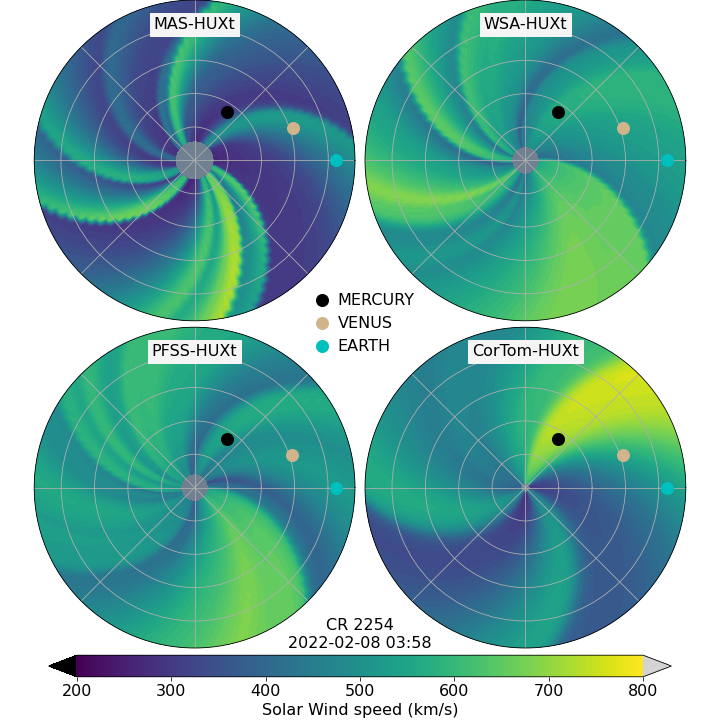 MAS-HUXt
WSA-HUXt
MERCURY
VENUS
EARTH
PFSS-HUXt
CorTom-HUXt
CR 2254
2022-02-08 03:58
200 300 400 500 600 700 800
Solar Wind speed (km/s)